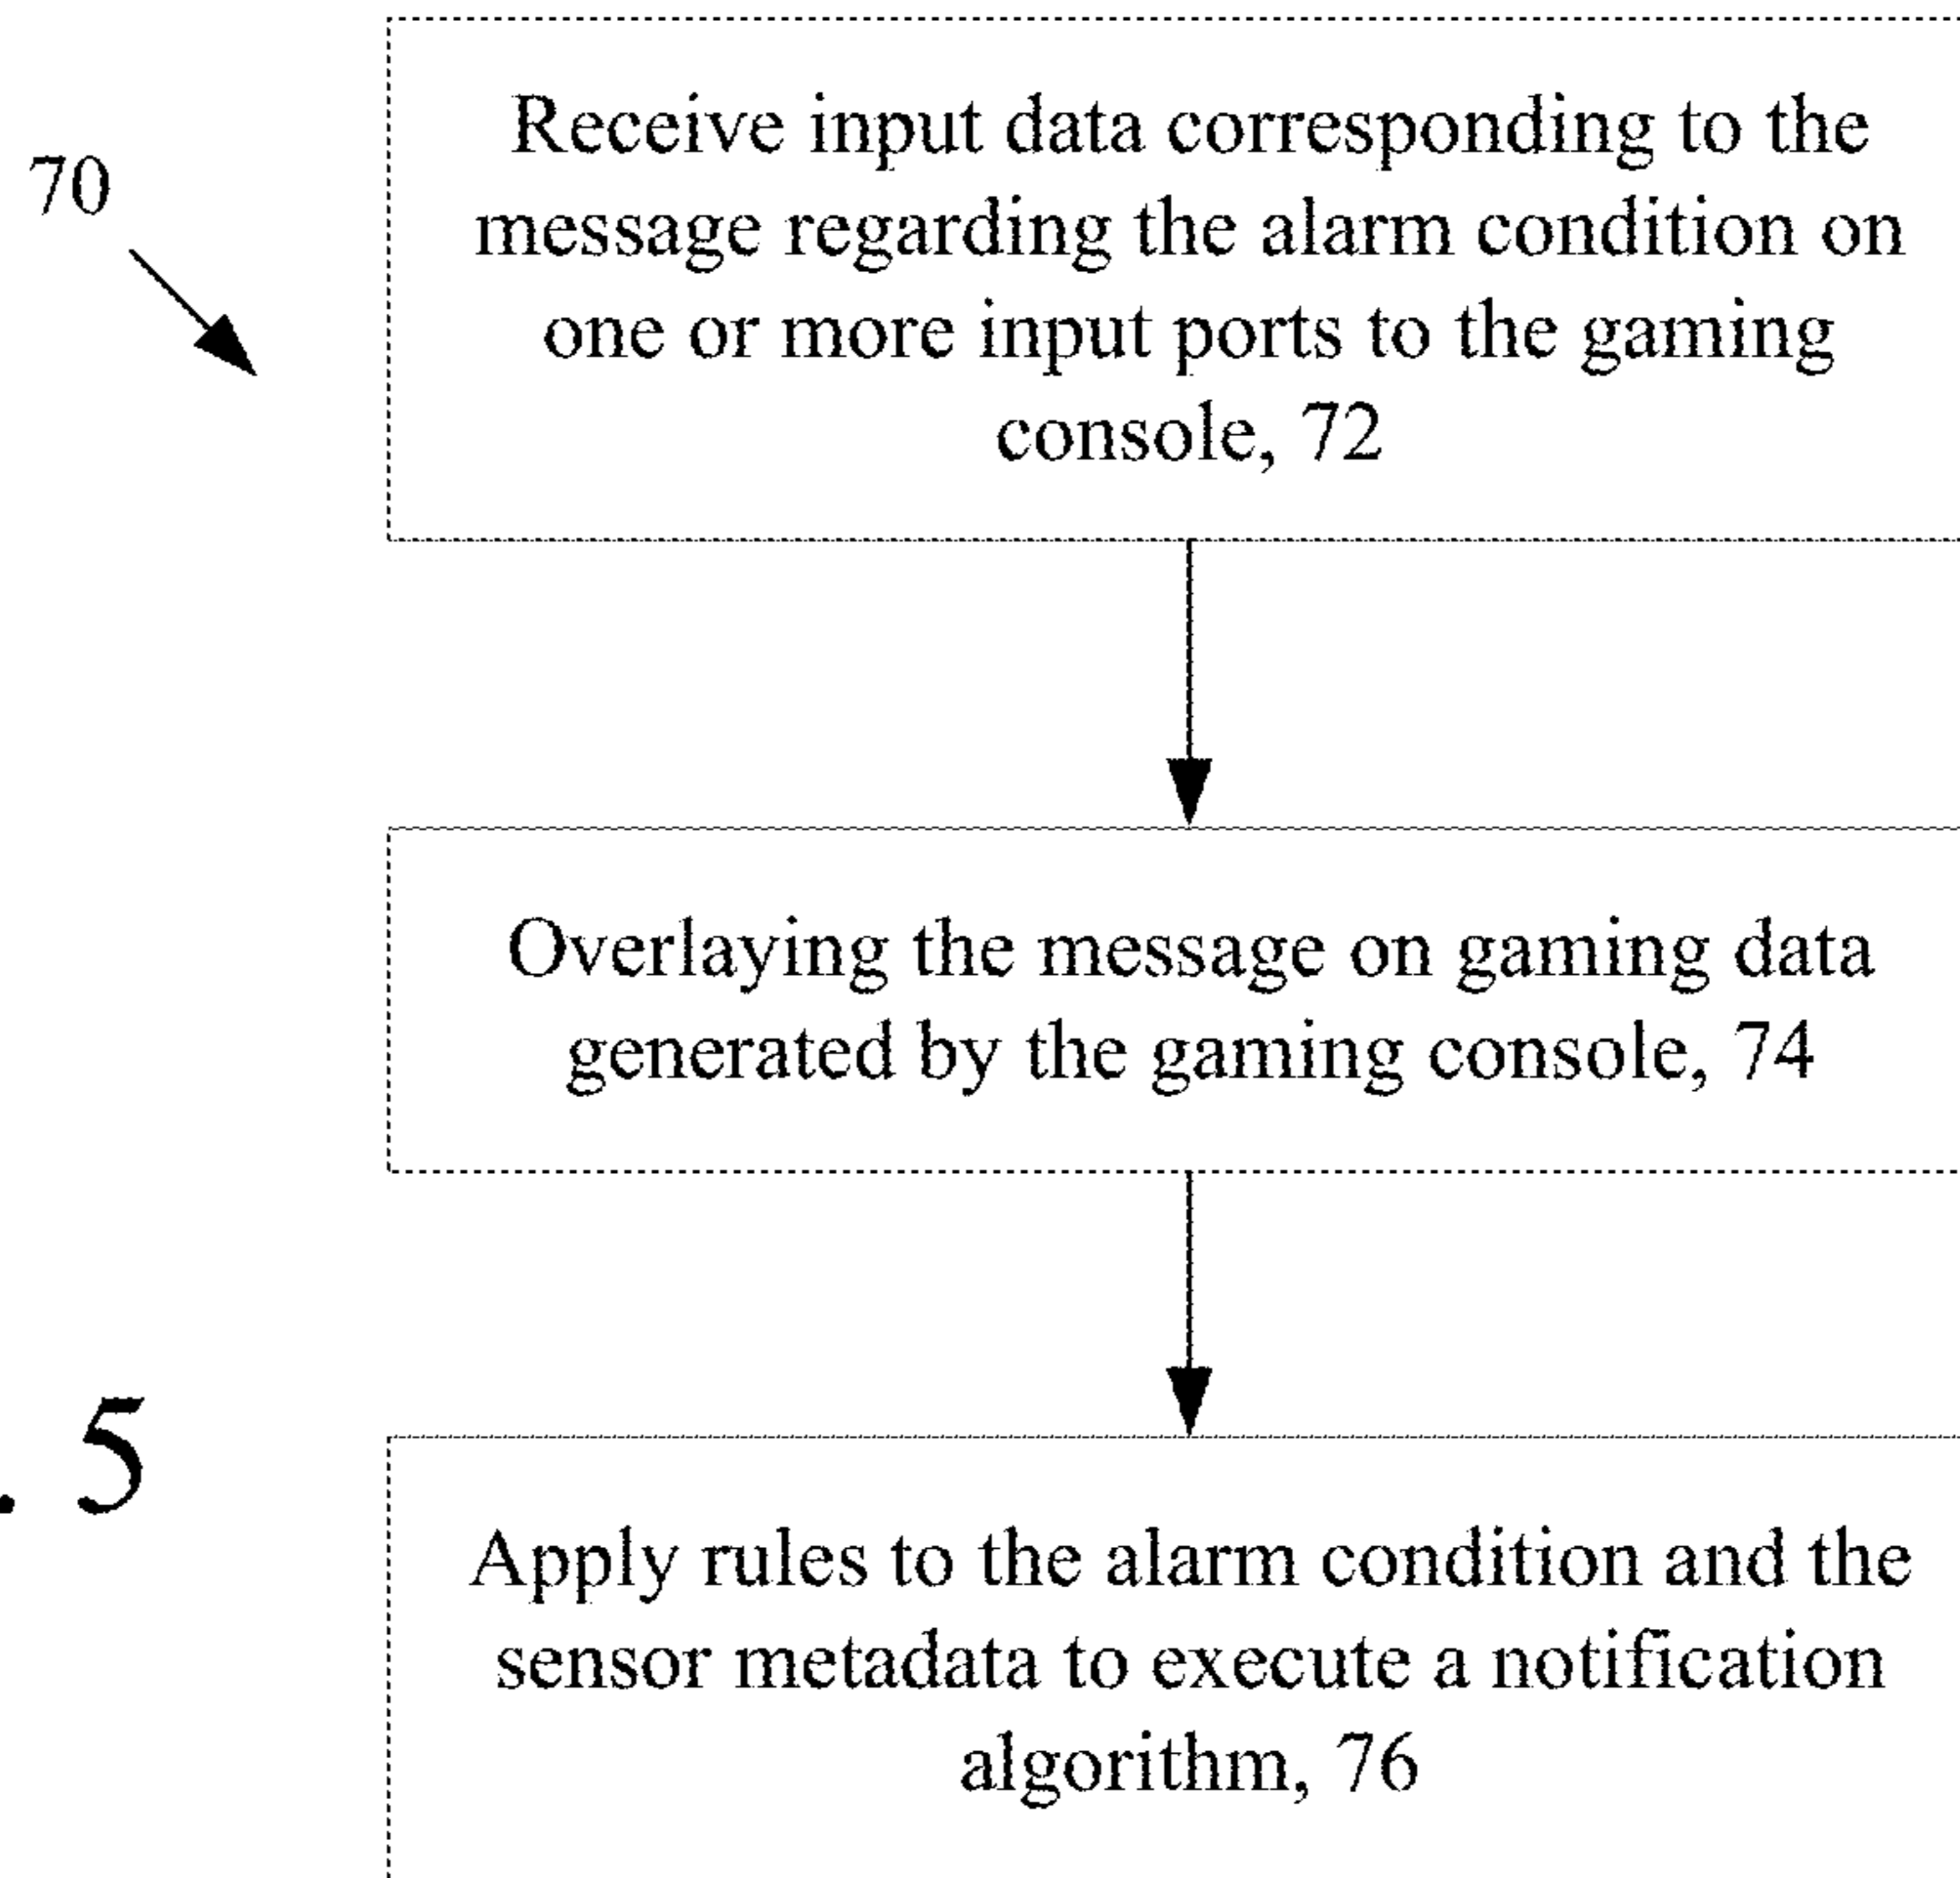 70
Receive input data corresponding to the
message regarding the alarm condition on
one or more input ports to the gaming
console, 72
Overlaying the message on gaming data
generated by the gaming console, 74
. 5
Apply rules to the alarm condition and the
sensor metadata to execute a notification
algorithm, 76